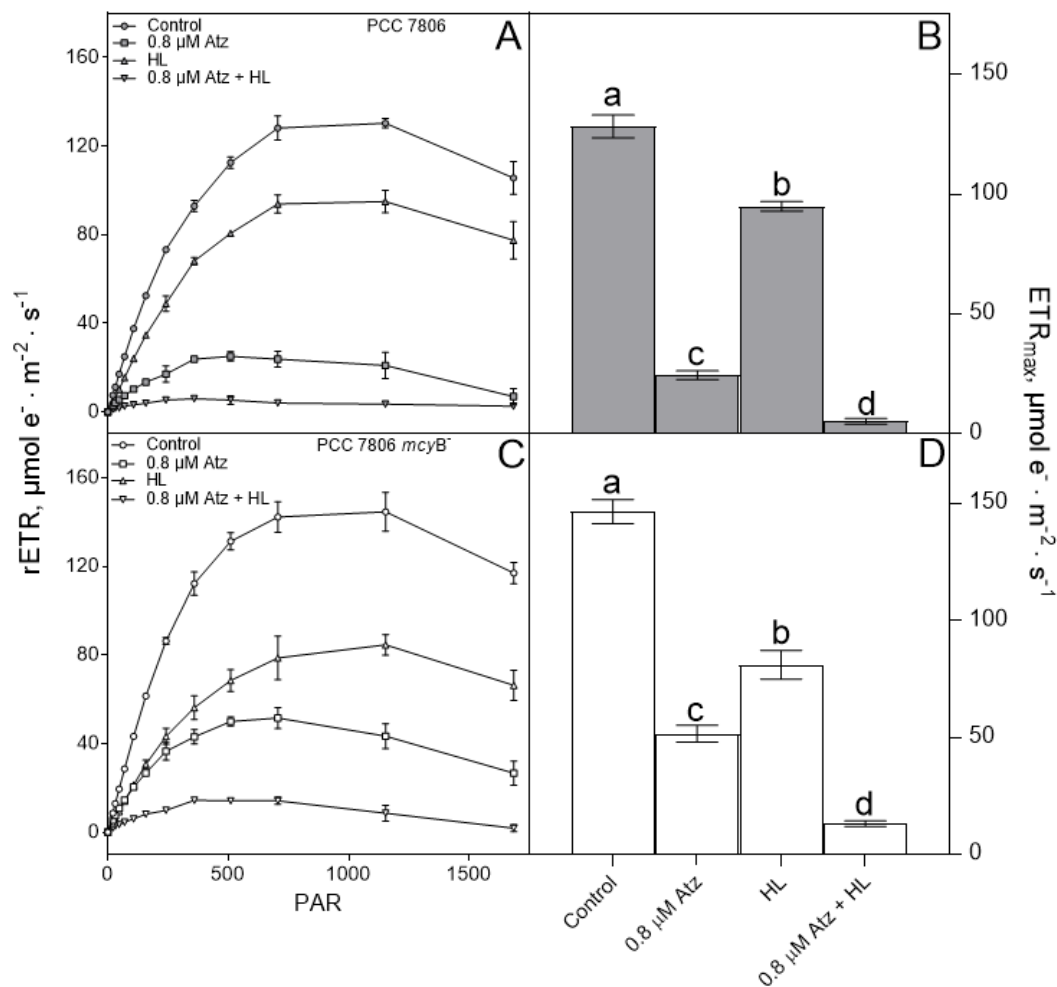 Control
0.8 µM Atz
HL
0.8 µM Atz + HL
PCC 7806
A
B
160
120
80
40
0
150
100
50
0
a
b
c
d
Control
0.8 µM Atz
HL
0.8 µM Atz + HL
PCC 7806 mcyB⁻
C
D
160
120
80
40
0
150
100
50
0
a
b
c
d
rETR, µmol e⁻ · m⁻² · s⁻¹
ETRmax, µmol e⁻ · m⁻² · s⁻¹
0 500 1000 1500
PAR
Control
0.8 µM Atz
HL
0.8 µM Atz + HL